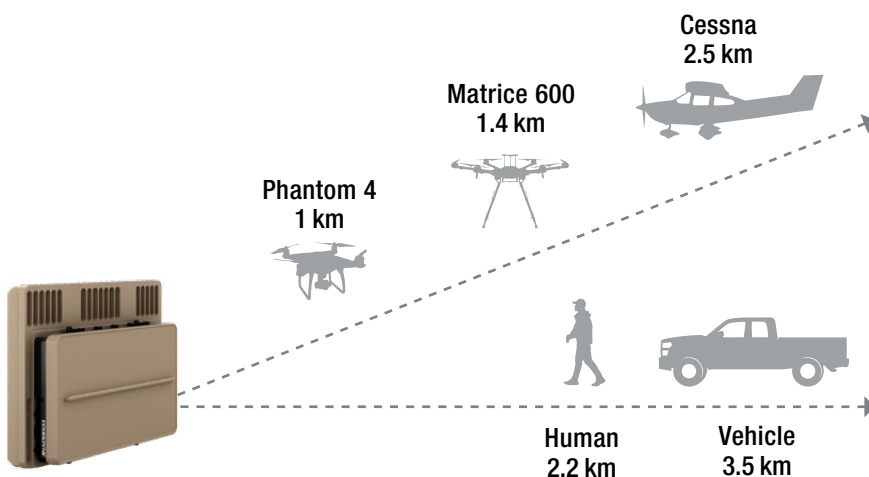 Cessna
2.5 km
Matrice 600
1.4 km
Phantom 4
1 km
Human
2.2 km
Vehicle
3.5 km